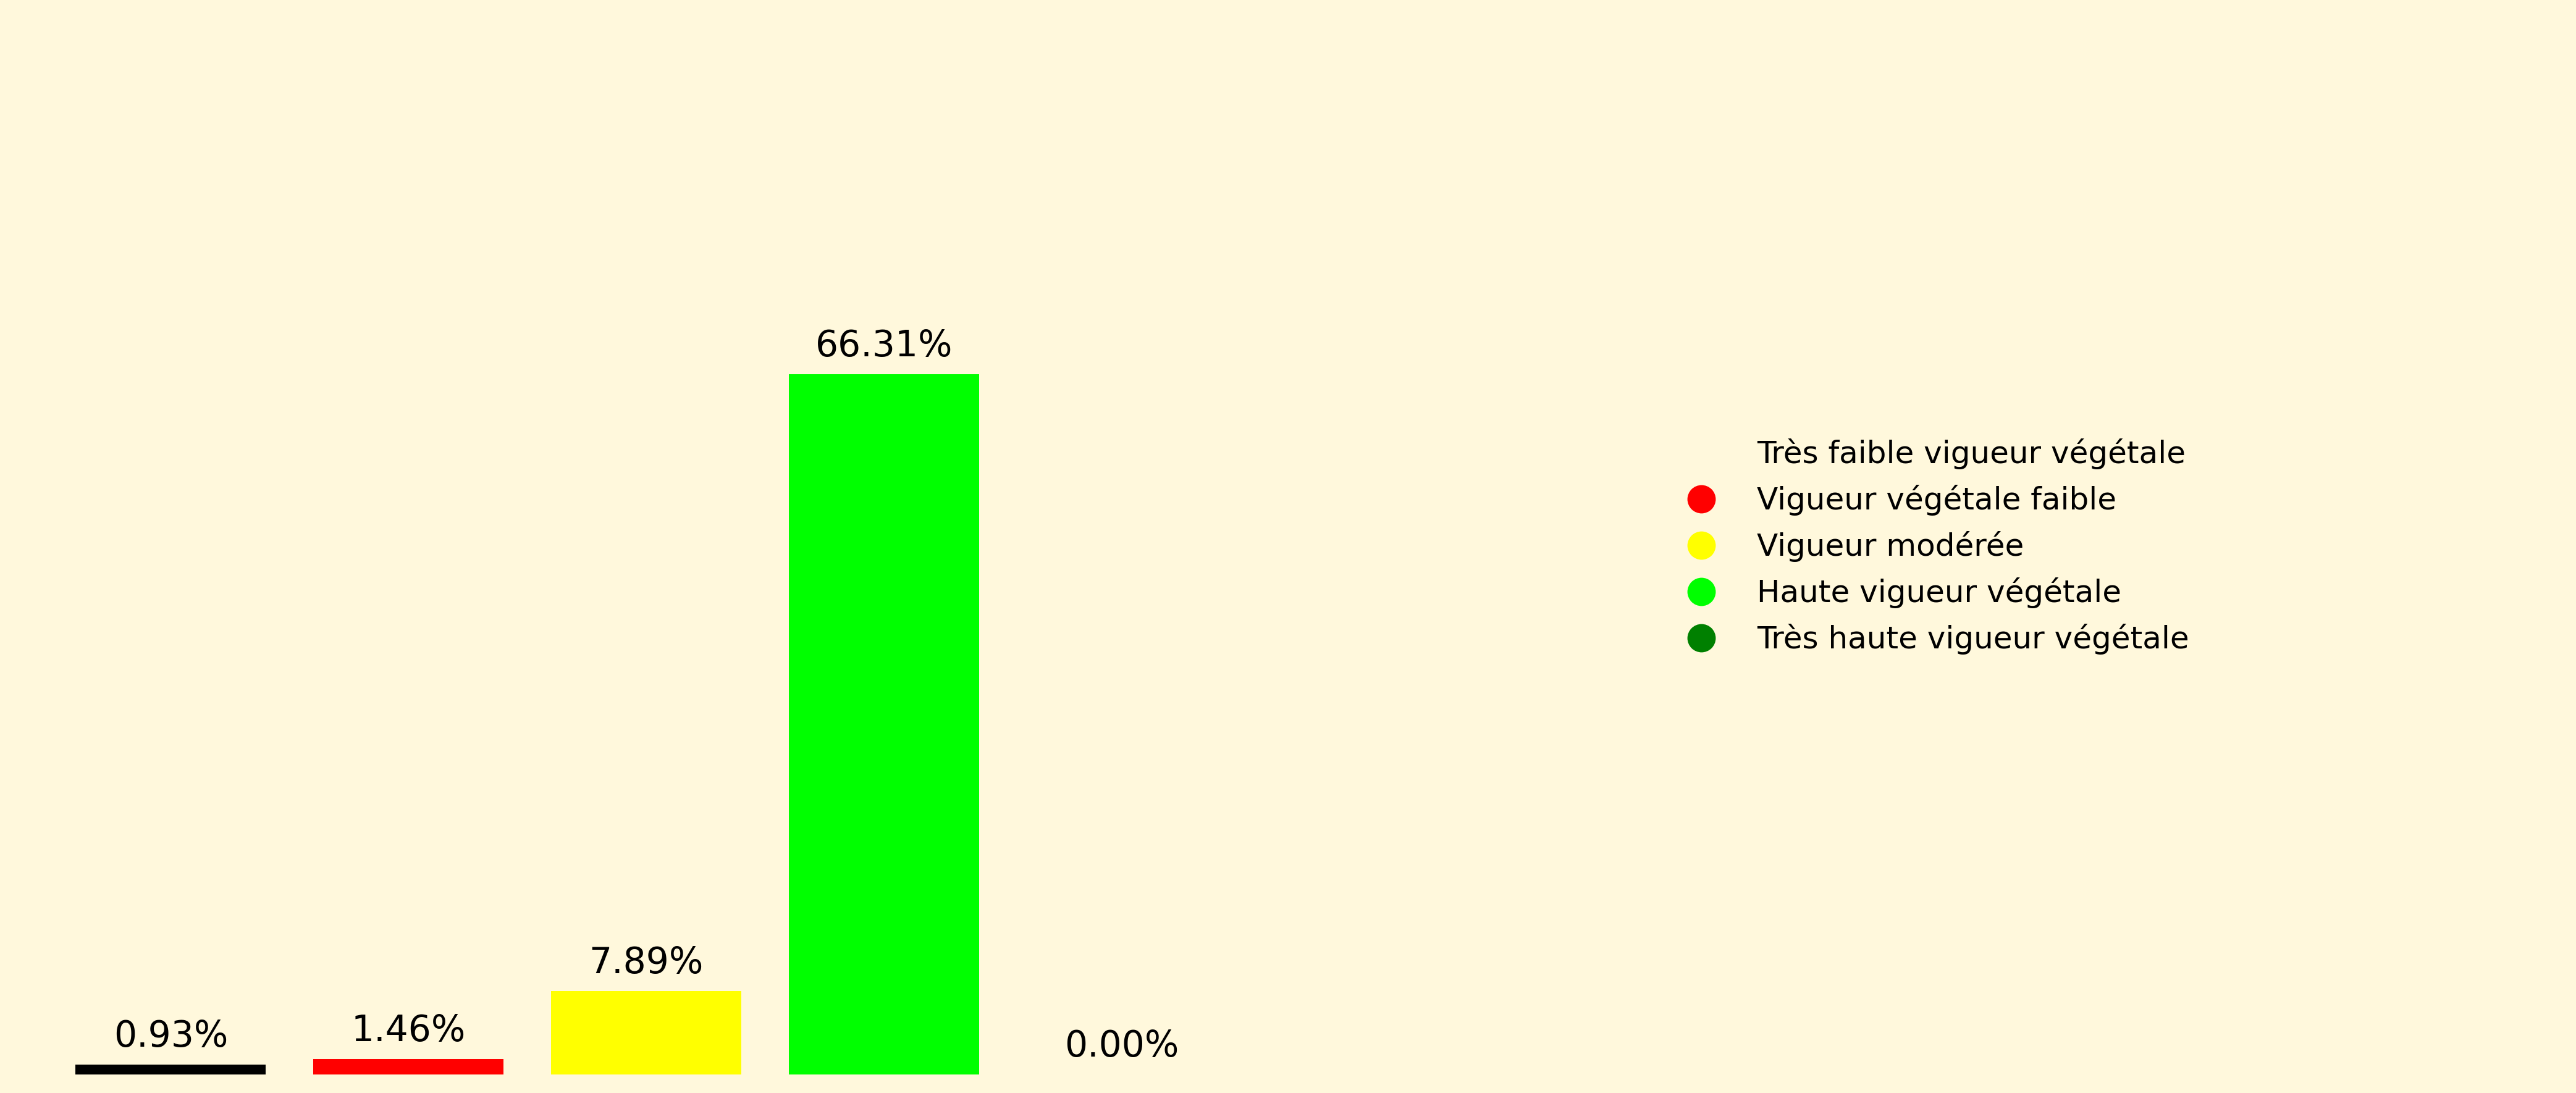 66.31%
7.89%
0.93%
1.46%
0.00%
Très faible vigueur végétale
Vigueur végétale faible
Vigueur modérée
Haute vigueur végétale
Très haute vigueur végétale